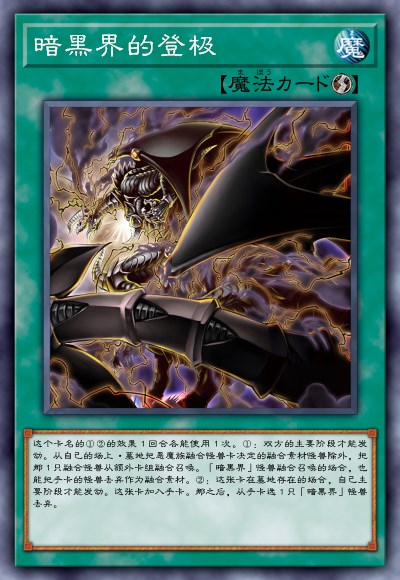 暗黑界的登极
魔
【魔法カード】
まほう
这个卡名的①②的效果1回合各能使用1次。①：双方的主要阶段才能发
动。从自己的场上·墓地把恶魔族融合怪兽卡决定的融合素材怪兽除外，把
那1只融合怪兽从额外卡组融合召唤。「暗黑界」怪兽融合召唤的场合，也
能把手卡的怪兽丢弃作为融合素材。②：这张卡在墓地存在的场合，自己主
要阶段才能发动。这张卡加入手卡。那之后，从手卡选1只「暗黑界」怪兽
丢弃。